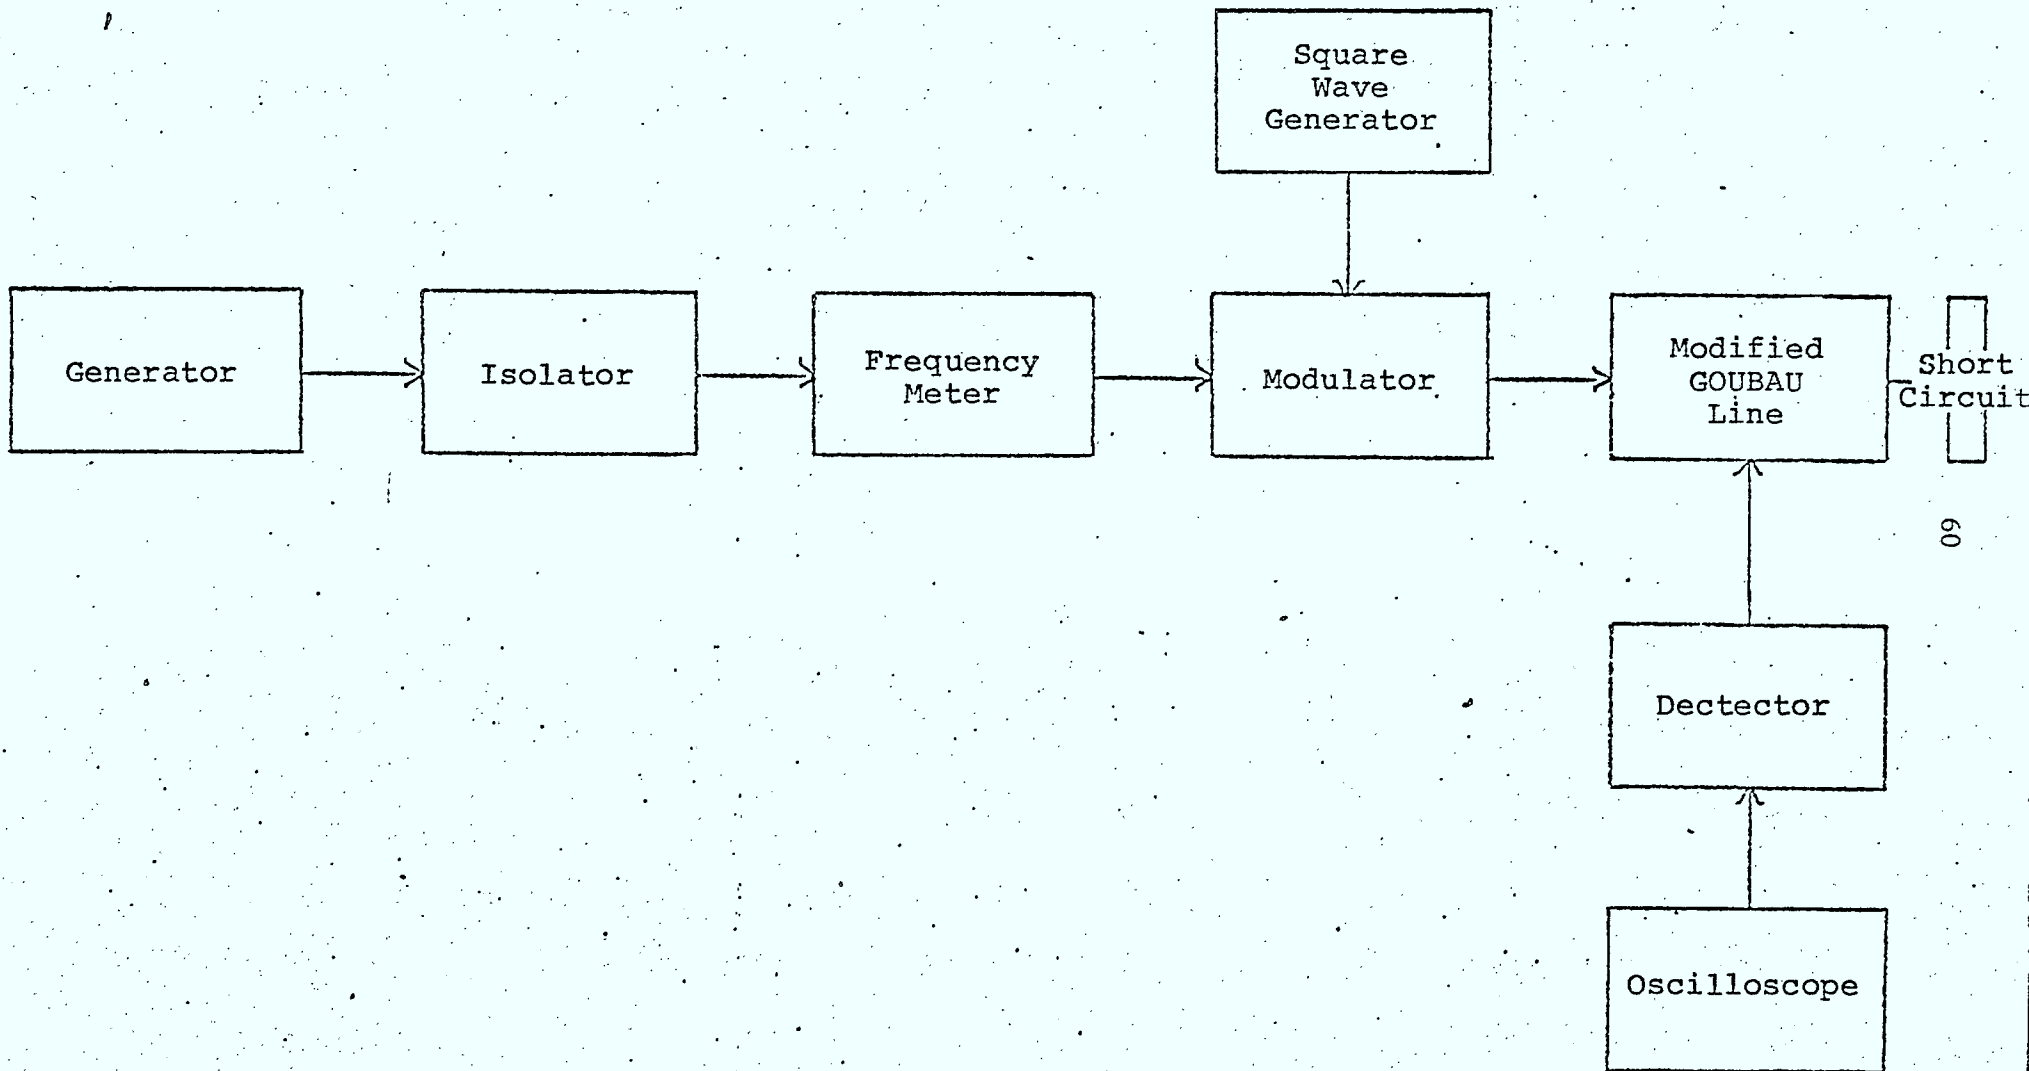 Square
Wave
Generator
Generator
Isolator
Frequency
Meter
Modulator
Modified
GOUBAU
Line
Short
Circuit
60
Dectector
Oscilloscope